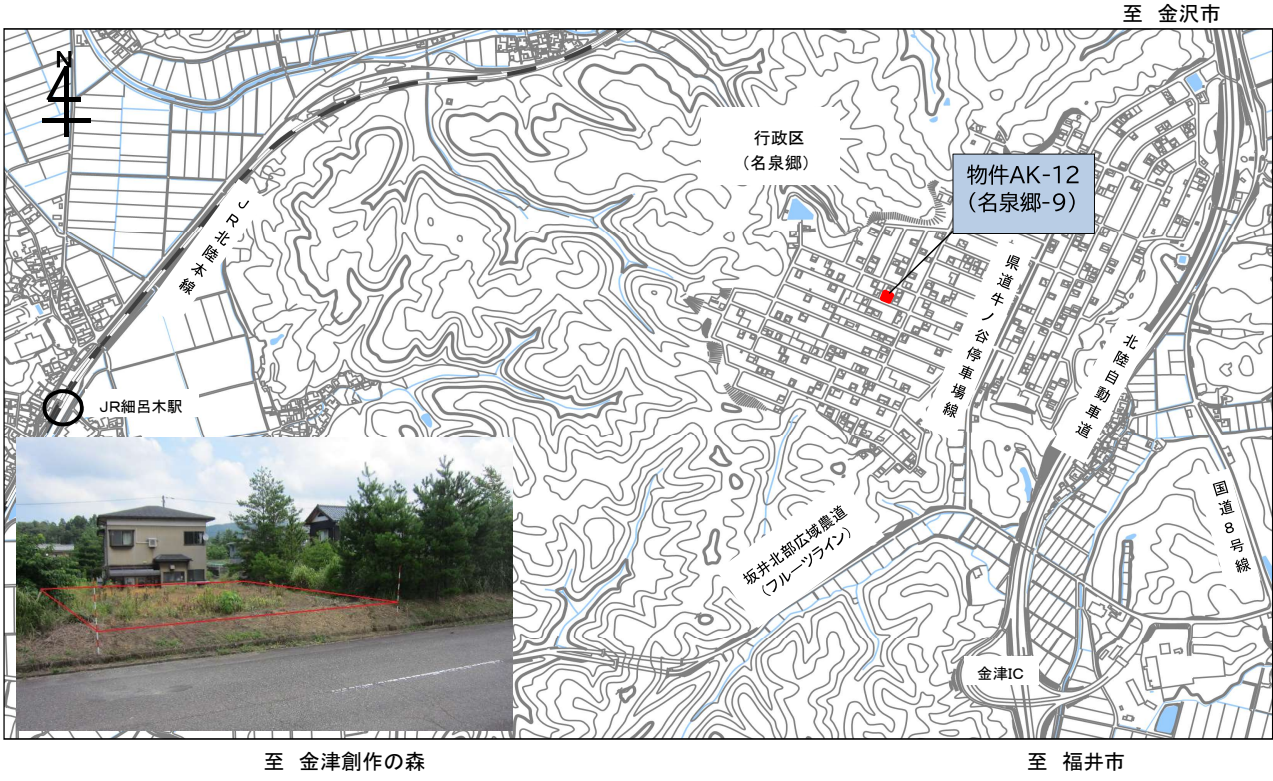 至 金沢市
N
行政区
(名泉郷)
物件AK-12
(名泉郷-9)
JR北陸本線
県道牛ノ谷停車場線
北陸自動車道
JR細呂木駅
国道8号線
坂井北部広域農道
(フルーツライン)
金津IC
至 金津創作の森
至 福井市